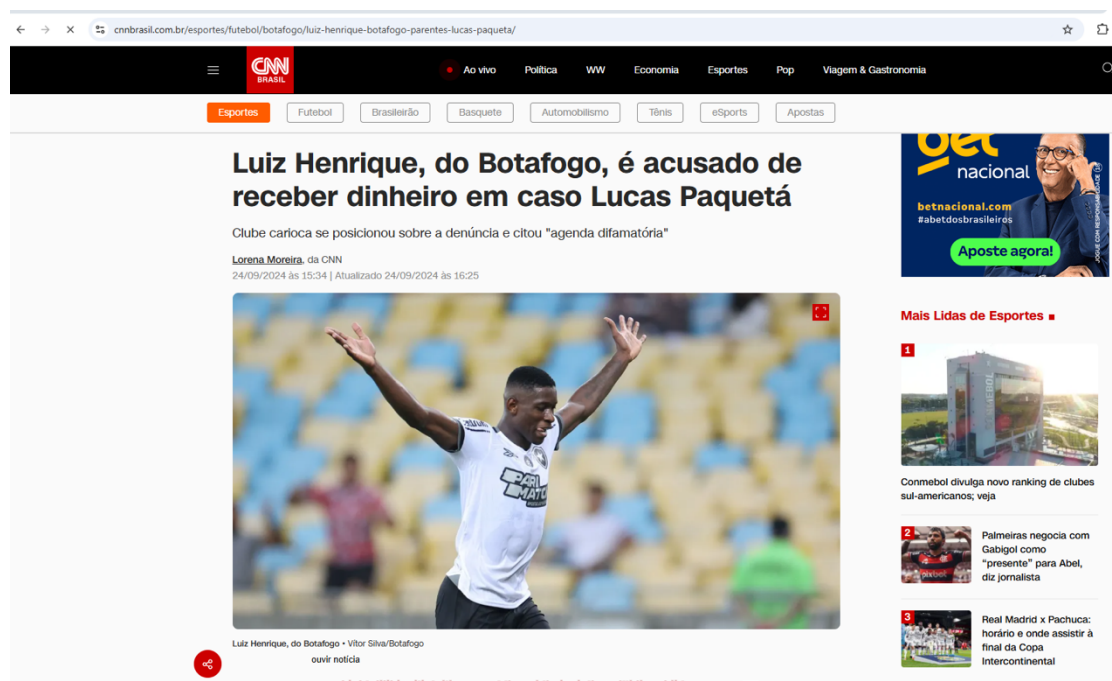 cnnbrasil.com.br/esportes/futebol/botafogo/luiz-henrique-botafogo-parentes-lucas-paqueta/
CNN
BRASIL
Ao vivo
Política
WW
Economia
Esportes
Pop
Viagem & Gastronomia
Esportes
Futebol
Brasileirão
Basquete
Automobilismo
Tênis
eSports
Apostas
Luiz Henrique, do Botafogo, é acusado de
receber dinheiro em caso Lucas Paquetá
Clube carioca se posicionou sobre a denúncia e citou "agenda difamatória"
Lorena Moreira, da CNN
24/09/2024 às 15:34 | Atualizado 24/09/2024 às 16:25
PARI
MATCH
Luiz Henrique, do Botafogo • Vítor Silva/Botafogo
ouvir notícia
bet
nacional
betnacional.com
#abetdosbrasileiros
Aposte agora!
JOGUE COM RESPONSABILIDADE
Mais Lidas de Esportes
1
CONMEBOL
Conmebol divulga novo ranking de clubes
sul-americanos; veja
2
pixbet
Palmeiras negocia com
Gabigol como
“presente” para Abel,
diz jornalista
3
Real Madrid x Pachuca:
horário e onde assistir à
final da Copa
Intercontinental